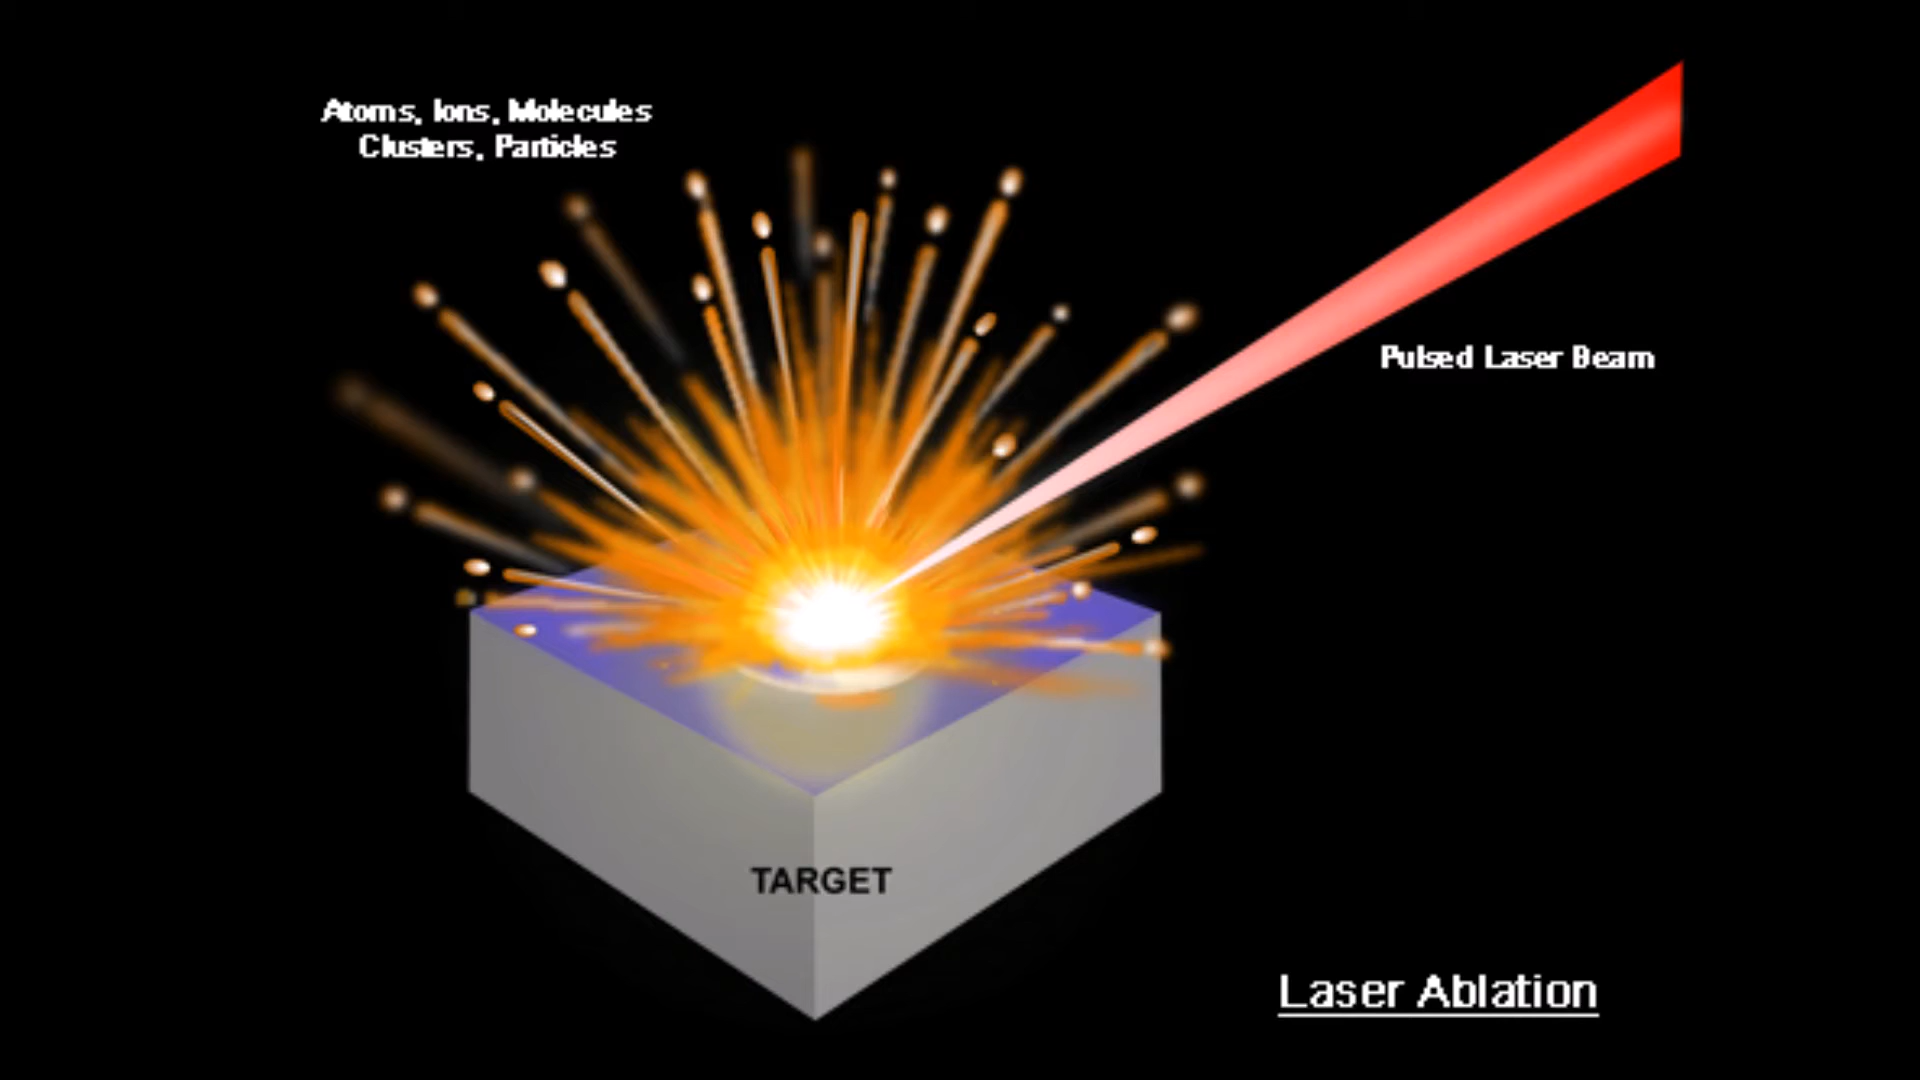 Atoms, Ions, Molecules
Clusters, Particles
Pulsed Laser Beam
TARGET
Laser Ablation